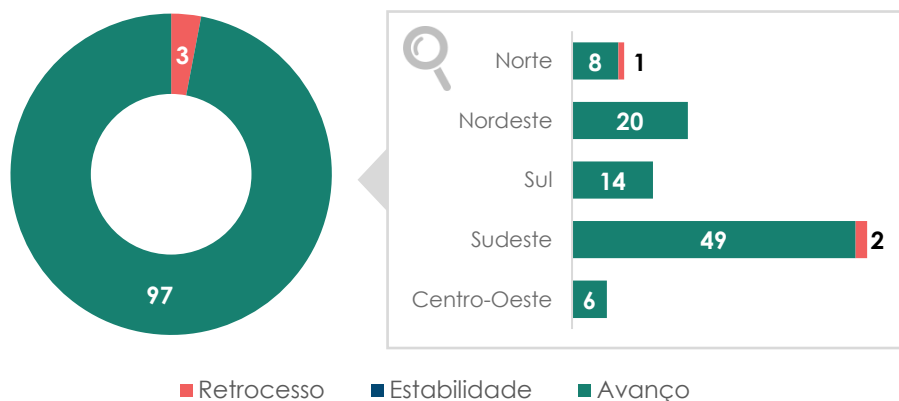 3
97
Norte 8 1
Nordeste 20
Sul 14
Sudeste 49 2
Centro-Oeste 6
Retrocesso Estabilidade Avanço